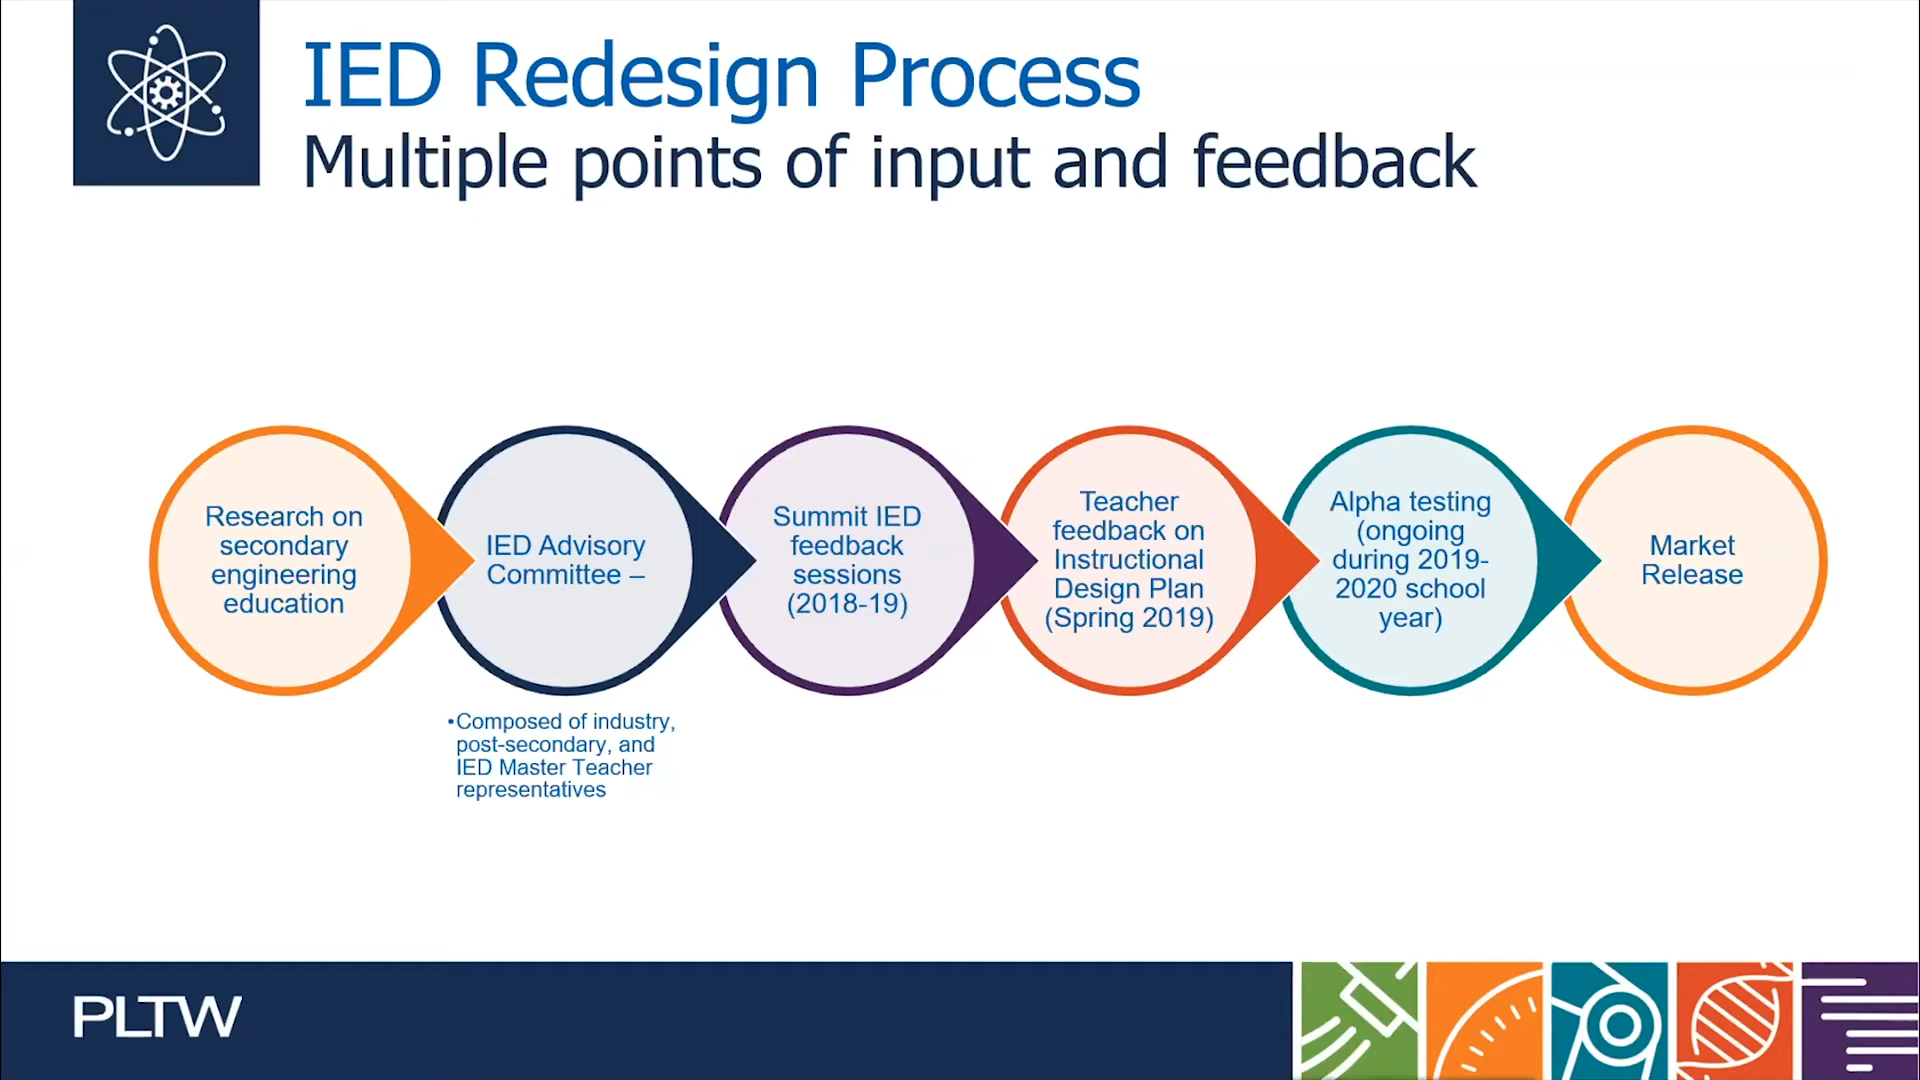 IED Redesign Process
Multiple points of input and feedback
Research on
secondary
engineering
education
IED Advisory
Committee –
•Composed of industry,
post-secondary, and
IED Master Teacher
representatives
Summit IED
feedback
sessions
(2018-19)
Teacher
feedback on
Instructional
Design Plan
(Spring 2019)
Alpha testing
(ongoing
during 2019-
2020 school
year)
Market
Release
PLTW